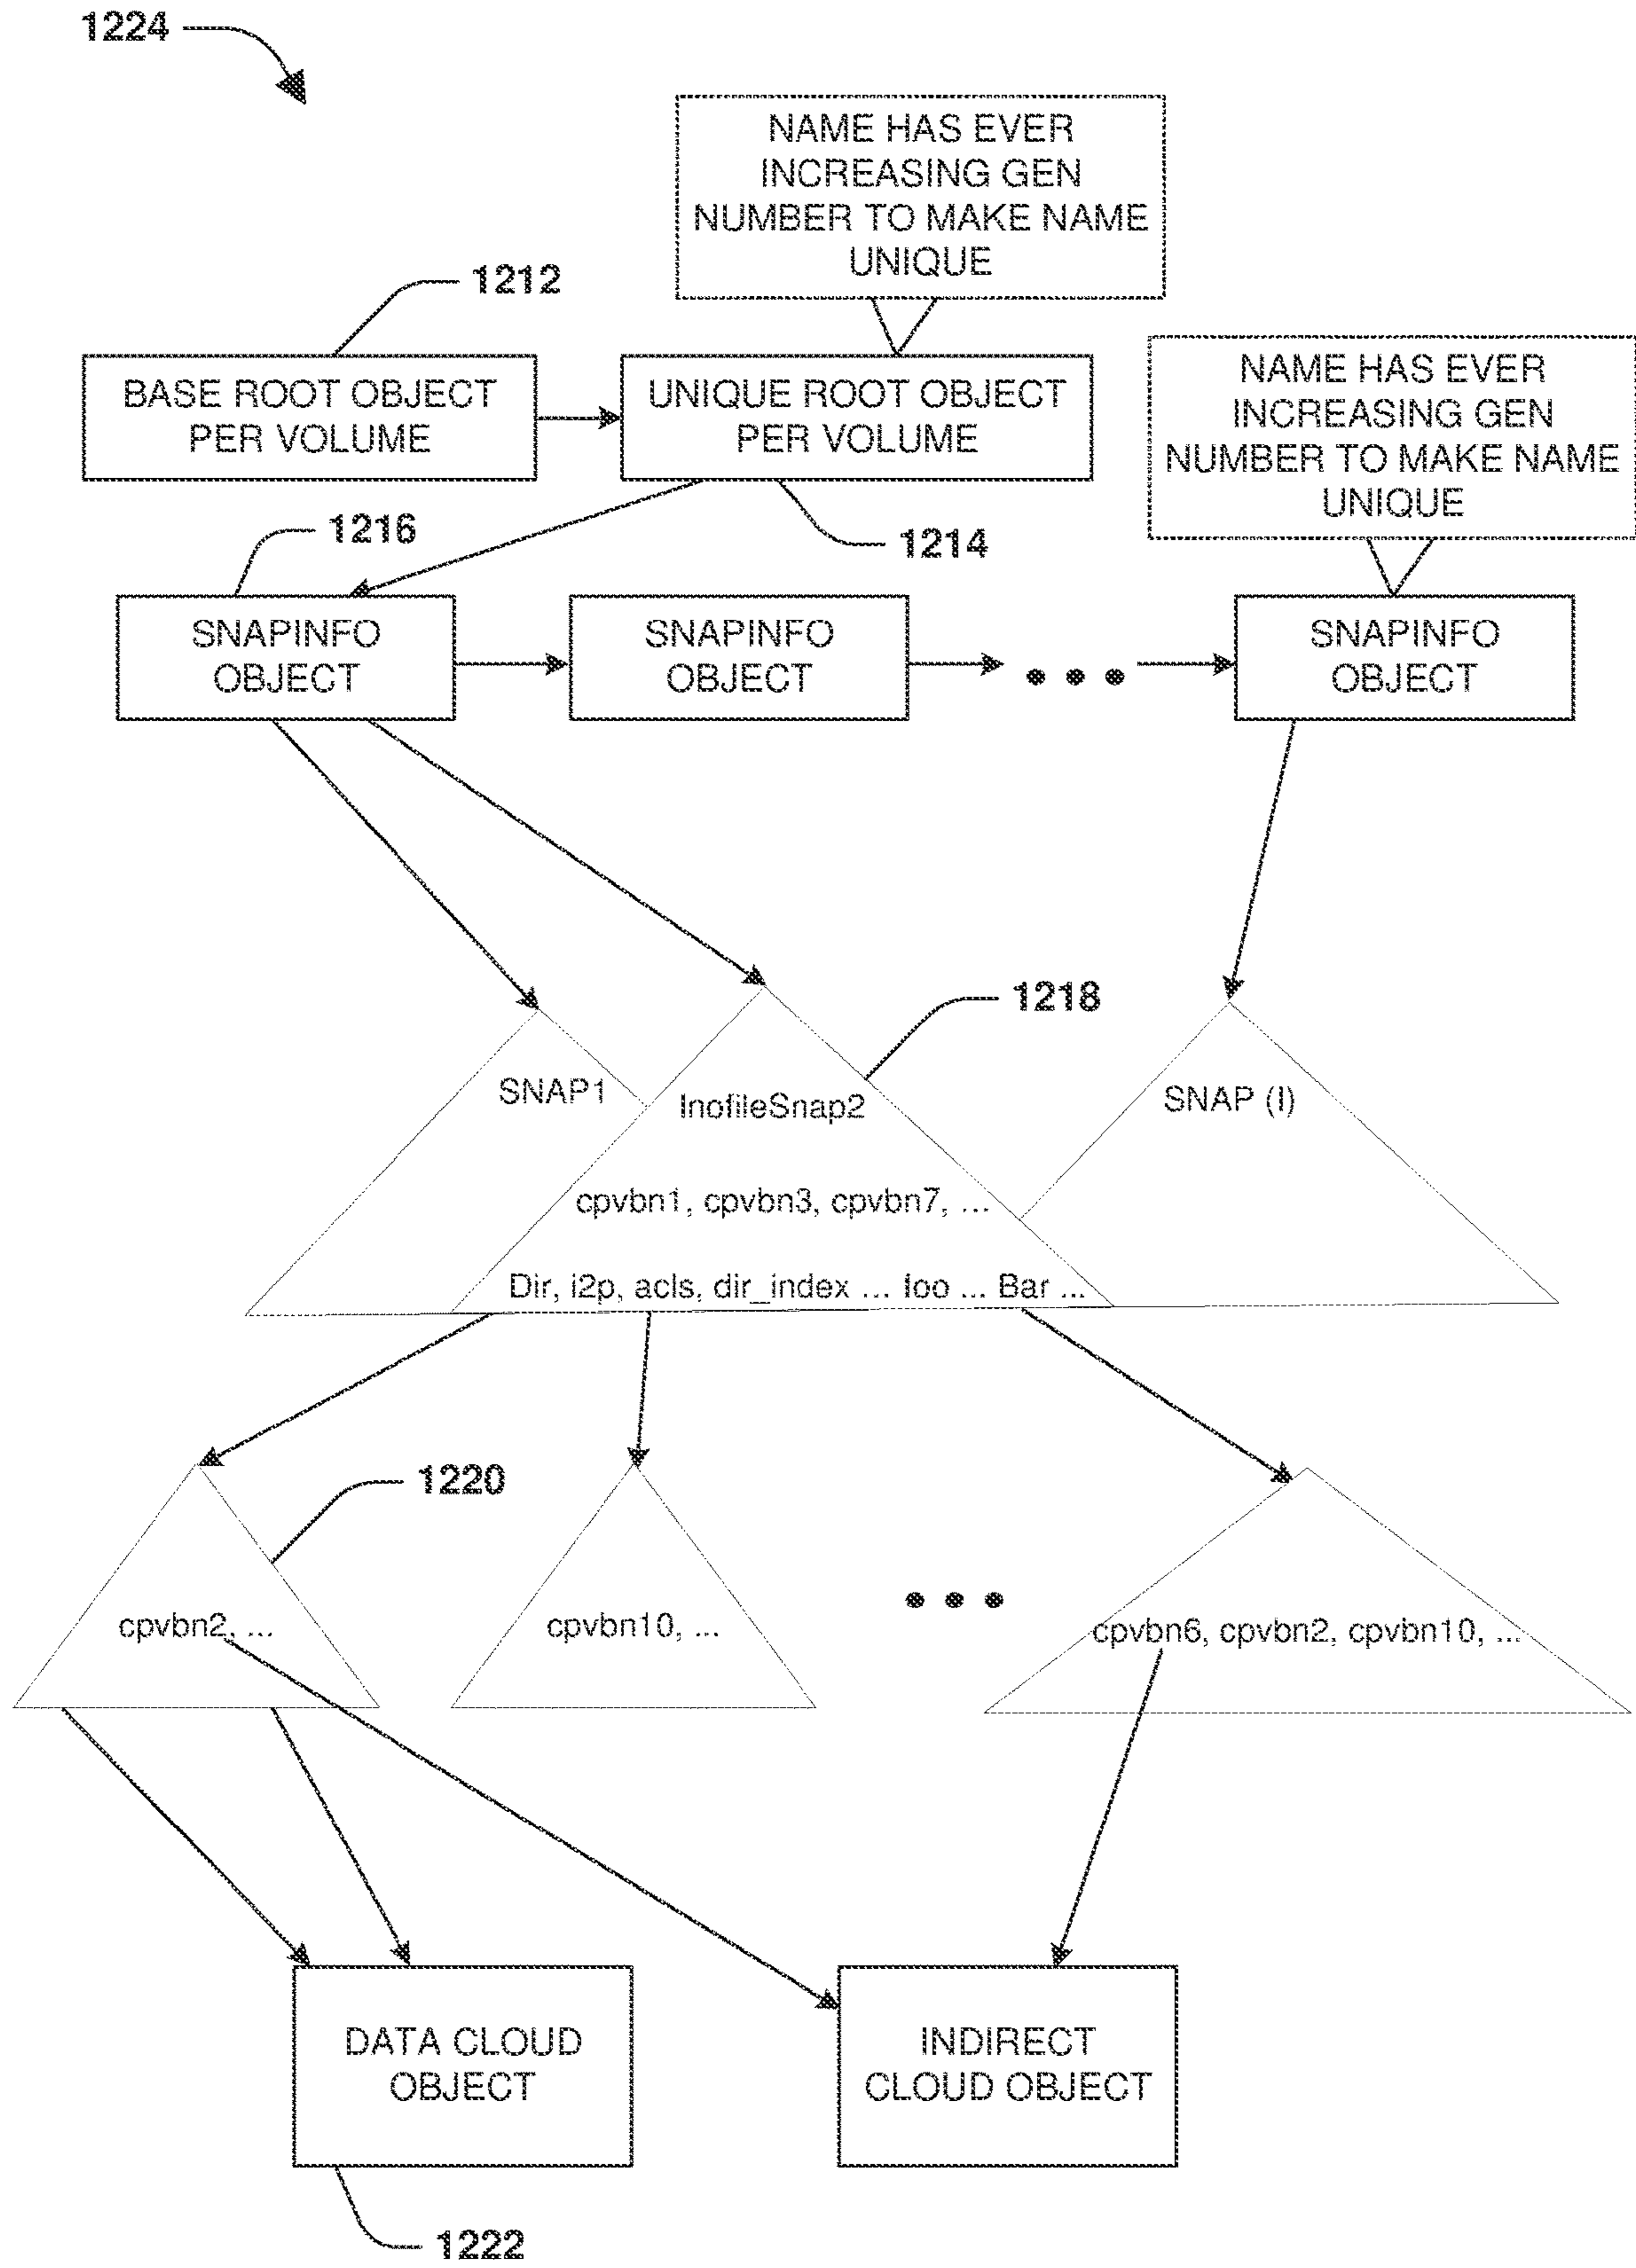 1224
NAME HAS EVER
INCREASING GEN
NUMBER TO MAKE NAME
UNIQUE
1212
BASE ROOT OBJECT
PER VOLUME
UNIQUE ROOT OBJECT
PER VOLUME
NAME HAS EVER
INCREASING GEN
NUMBER TO MAKE NAME
UNIQUE
1216
1214
SNAPINFO
OBJECT
SNAPINFO
OBJECT
SNAPINFO
OBJECT
1218
SNAP1
InofileSnap2
SNAP (I)
cpvbn1, cpvbn3, cpvbn7, ...
Dir, i2p, acls, dir_index ... foo ... Bar ...
1220
cpvbn2, ...
cpvbn10, ...
cpvbn6, cpvbn2, cpvbn10, ...
DATA CLOUD
OBJECT
INDIRECT
CLOUD OBJECT
1222